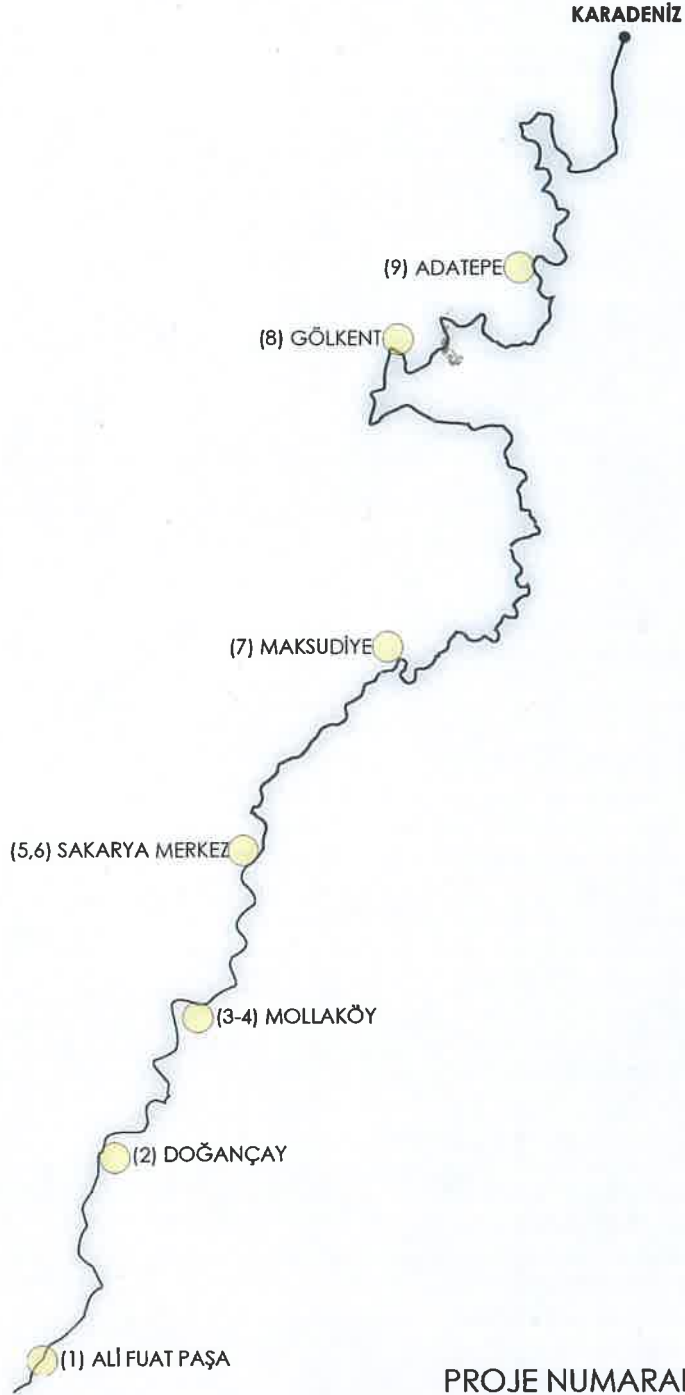 KARADENİZ
(9) ADATEPE
(8) GÖLKENT
(7) MAKSUDİYE
(5,6) SAKARYA MERKEZ
(3-4) MOLLAKÖY
(2) DOĞANÇAY
(1) ALİ FUAT PAŞA
PROJE NUMARAL